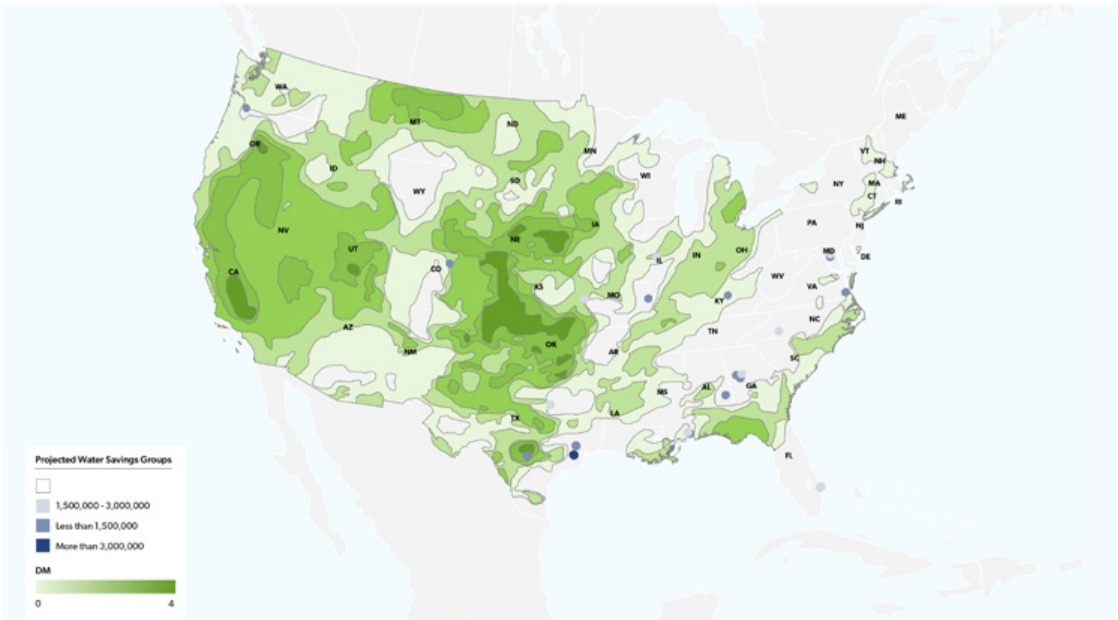 ME
WA
MT
ND
OR
MN
VT
NH
ID
WI
SD
NY
MA
WY
CT
RI
IA
PA
NJ
NV
NE
UT
OH
MD
IL
IN
DE
CO
CA
WV
KS
VA
MO
KY
NC
AZ
TN
OK
NM
AR
SC
AL
GA
MS
LA
TX
FL
Projected Water Savings Groups
1,500,000 - 3,000,000
Less than 1,500,000
More than 3,000,000
DM
0 4